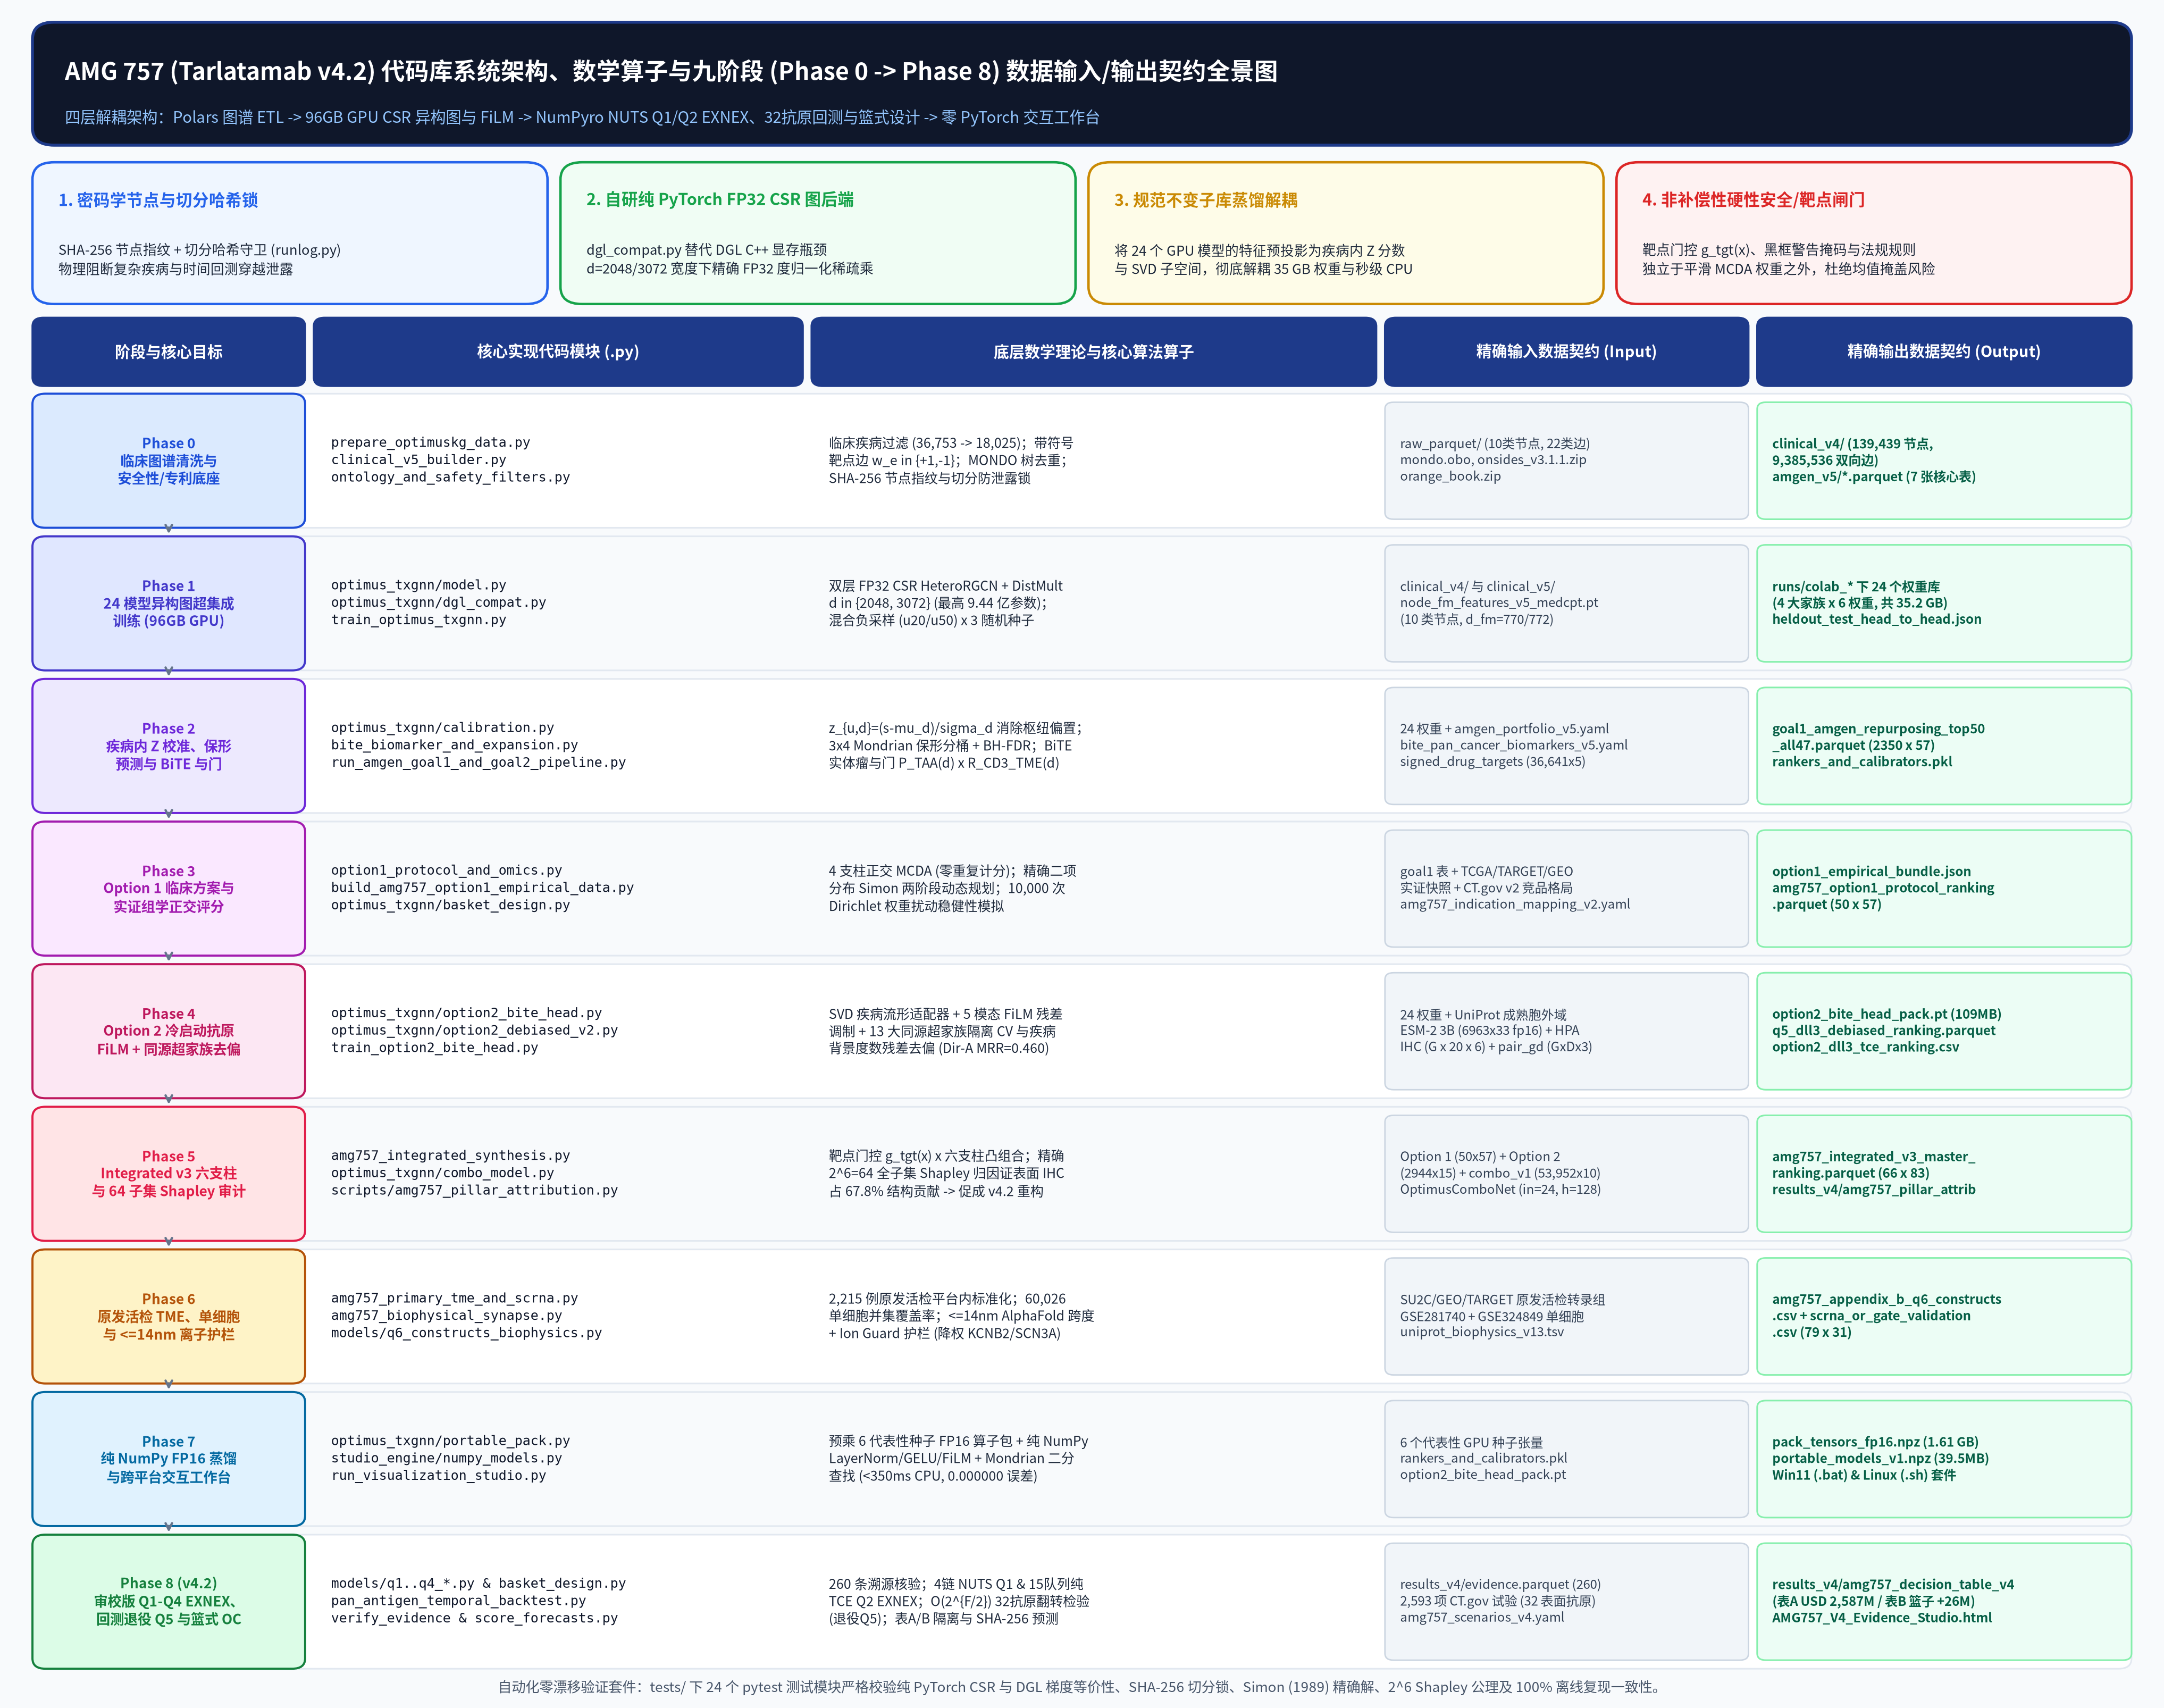 AMG 757 (Tarlatamab v4.2) 代码库系统架构、数学算子与九阶段 (Phase 0 -> Phase 8) 数据输入/输出契约全景图
四层解耦架构：Polars 图谱 ETL -> 96GB GPU CSR 异构图与 FiLM -> NumPyro NUTS Q1/Q2 EXNEX、32抗原回测与篮式设计 -> 零 PyTorch 交互工作台
1. 密码学节点与切分哈希锁
SHA-256 节点指纹 + 切分哈希守卫 (runlog.py)
物理阻断复杂疾病与时间回测穿越泄露
2. 自研纯 PyTorch FP32 CSR 图后端
dgl_compat.py 替代 DGL C++ 显存瓶颈
d=2048/3072 宽度下精确 FP32 度归一化稀疏乘
3. 规范不变子库蒸馏解耦
将 24 个 GPU 模型的特征预投影为疾病内 Z 分数
与 SVD 子空间，彻底解耦 35 GB 权重与秒级 CPU
4. 非补偿性硬性安全/靶点闸门
靶点门控 g_tgt(x)、黑框警告掩码与法规规则
独立于平滑 MCDA 权重之外，杜绝均值掩盖风险
阶段与核心目标
核心实现代码模块 (.py)
底层数学理论与核心算法算子
精确输入数据契约 (Input)
精确输出数据契约 (Output)
Phase 0
临床图谱清洗与
安全性/专利底座
prepare_optimuskg_data.py
clinical_v5_builder.py
ontology_and_safety_filters.py
临床疾病过滤 (36,753 -> 18,025)；带符号
靶点边 w_e in {+1,-1}；MONDO 树去重；
SHA-256 节点指纹与切分防泄露锁
raw_parquet/ (10类节点, 22类边)
mondo.obo, onsides_v3.1.1.zip
orange_book.zip
clinical_v4/ (139,439 节点,
9,385,536 双向边)
amgen_v5/*.parquet (7 张核心表)
Phase 1
24 模型异构图超集成
训练 (96GB GPU)
optimus_txgnn/model.py
optimus_txgnn/dgl_compat.py
train_optimus_txgnn.py
双层 FP32 CSR HeteroRGCN + DistMult
d in {2048, 3072} (最高 9.44 亿参数)；
混合负采样 (u20/u50) x 3 随机种子
clinical_v4/ 与 clinical_v5/
node_fm_features_v5_medcpt.pt
(10 类节点, d_fm=770/772)
runs/colab_* 下 24 个权重库
(4 大家族 x 6 权重, 共 35.2 GB)
heldout_test_head_to_head.json
Phase 2
疾病内 Z 校准、保形
预测与 BiTE 与门
optimus_txgnn/calibration.py
bite_biomarker_and_expansion.py
run_amgen_goal1_and_goal2_pipeline.py
z_{u,d}=(s-mu_d)/sigma_d 消除枢纽偏置；
3x4 Mondrian 保形分桶 + BH-FDR；BiTE
实体瘤与门 P_TAA(d) x R_CD3_TME(d)
24 权重 + amgen_portfolio_v5.yaml
bite_pan_cancer_biomarkers_v5.yaml
signed_drug_targets (36,641x5)
goal1_amgen_repurposing_top50
_all47.parquet (2350 x 57)
rankers_and_calibrators.pkl
Phase 3
Option 1 临床方案与
实证组学正交评分
option1_protocol_and_omics.py
build_amg757_option1_empirical_data.py
optimus_txgnn/basket_design.py
4 支柱正交 MCDA (零重复计分)；精确二项
分布 Simon 两阶段动态规划；10,000 次
Dirichlet 权重扰动稳健性模拟
goal1 表 + TCGA/TARGET/GEO
实证快照 + CT.gov v2 竞品格局
amg757_indication_mapping_v2.yaml
option1_empirical_bundle.json
amg757_option1_protocol_ranking
.parquet (50 x 57)
Phase 4
Option 2 冷启动抗原
FiLM + 同源超家族去偏
optimus_txgnn/option2_bite_head.py
optimus_txgnn/option2_debiased_v2.py
train_option2_bite_head.py
SVD 疾病流形适配器 + 5 模态 FiLM 残差
调制 + 13 大同源超家族隔离 CV 与疾病
背景度数残差去偏 (Dir-A MRR=0.460)
24 权重 + UniProt 成熟胞外域
ESM-2 3B (6963x33 fp16) + HPA
IHC (G x 20 x 6) + pair_gd (GxDx3)
option2_bite_head_pack.pt (109MB)
q5_dll3_debiased_ranking.parquet
option2_dll3_tce_ranking.csv
Phase 5
Integrated v3 六支柱
与 64 子集 Shapley 审计
amg757_integrated_synthesis.py
optimus_txgnn/combo_model.py
scripts/amg757_pillar_attribution.py
靶点门控 g_tgt(x) x 六支柱凸组合；精确
2^6=64 全子集 Shapley 归因证表面 IHC
占 67.8% 结构贡献 -> 促成 v4.2 重构
Option 1 (50x57) + Option 2
(2944x15) + combo_v1 (53,952x10)
OptimusComboNet (in=24, h=128)
amg757_integrated_v3_master_
ranking.parquet (66 x 83)
results_v4/amg757_pillar_attrib
Phase 6
原发活检 TME、单细胞
与 <=14nm 离子护栏
amg757_primary_tme_and_scrna.py
amg757_biophysical_synapse.py
models/q6_constructs_biophysics.py
2,215 例原发活检平台内标准化；60,026
单细胞并集覆盖率；<=14nm AlphaFold 跨度
+ Ion Guard 护栏 (降权 KCNB2/SCN3A)
SU2C/GEO/TARGET 原发活检转录组
GSE281740 + GSE324849 单细胞
uniprot_biophysics_v13.tsv
amg757_appendix_b_q6_constructs
.csv + scrna_or_gate_validation
.csv (79 x 31)
Phase 7
纯 NumPy FP16 蒸馏
与跨平台交互工作台
optimus_txgnn/portable_pack.py
studio_engine/numpy_models.py
run_visualization_studio.py
预乘 6 代表性种子 FP16 算子包 + 纯 NumPy
LayerNorm/GELU/FiLM + Mondrian 二分
查找 (<350ms CPU, 0.000000 误差)
6 个代表性 GPU 种子张量
rankers_and_calibrators.pkl
option2_bite_head_pack.pt
pack_tensors_fp16.npz (1.61 GB)
portable_models_v1.npz (39.5MB)
Win11 (.bat) & Linux (.sh) 套件
Phase 8 (v4.2)
审校版 Q1-Q4 EXNEX、
回测退役 Q5 与篮式 OC
models/q1..q4_*.py & basket_design.py
pan_antigen_temporal_backtest.py
verify_evidence & score_forecasts.py
260 条溯源核验；4链 NUTS Q1 & 15队列纯
TCE Q2 EXNEX；O(2^{F/2}) 32抗原翻转检验
(退役Q5)；表A/B 隔离与 SHA-256 预测
results_v4/evidence.parquet (260)
2,593 项 CT.gov 试验 (32 表面抗原)
amg757_scenarios_v4.yaml
results_v4/amg757_decision_table_v4
(表A USD 2,587M / 表B 篮子 +26M)
AMG757_V4_Evidence_Studio.html
自动化零漂移验证套件：tests/ 下 24 个 pytest 测试模块严格校验纯 PyTorch CSR 与 DGL 梯度等价性、SHA-256 切分锁、Simon (1989) 精确解、2^6 Shapley 公理及 100% 离线复现一致性。